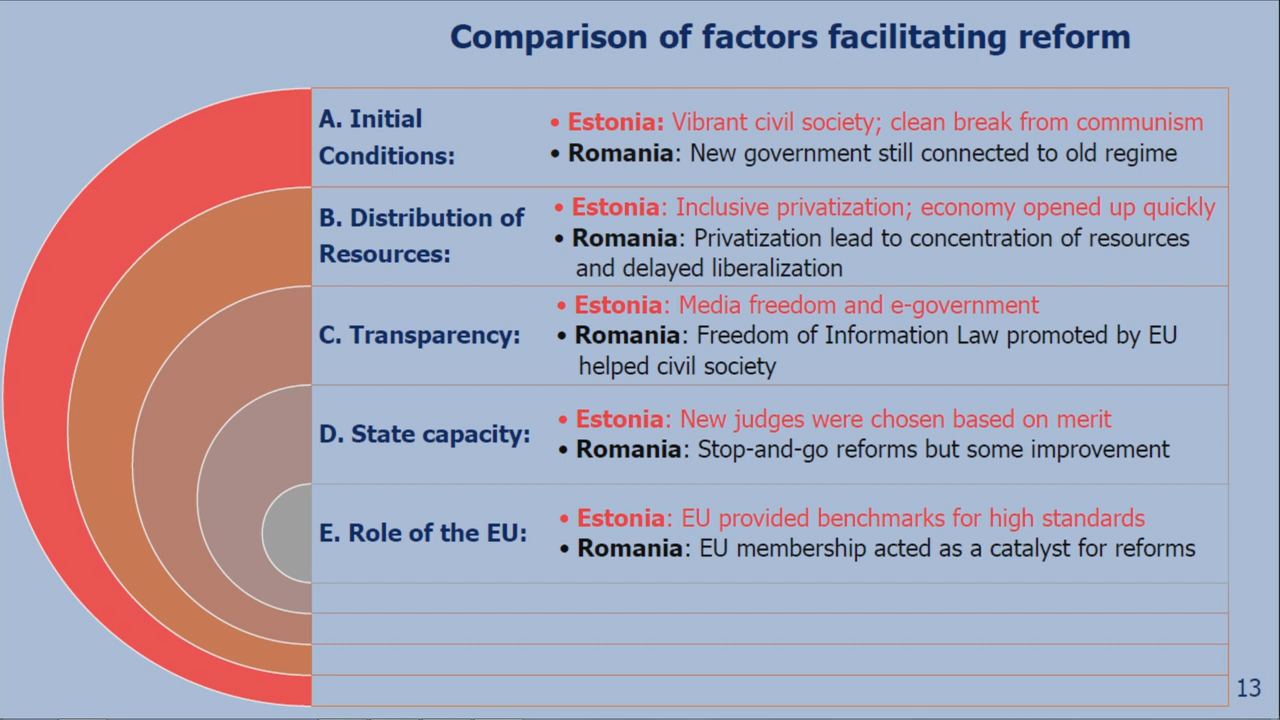 Comparison of factors facilitating reform
A. Initial
Conditions:
• Estonia: Vibrant civil society; clean break from communism
• Romania: New government still connected to old regime
B. Distribution of
Resources:
• Estonia: Inclusive privatization; economy opened up quickly
• Romania: Privatization lead to concentration of resources
and delayed liberalization
C. Transparency:
• Estonia: Media freedom and e-government
• Romania: Freedom of Information Law promoted by EU
helped civil society
D. State capacity:
• Estonia: New judges were chosen based on merit
• Romania: Stop-and-go reforms but some improvement
E. Role of the EU:
• Estonia: EU provided benchmarks for high standards
• Romania: EU membership acted as a catalyst for reforms
13